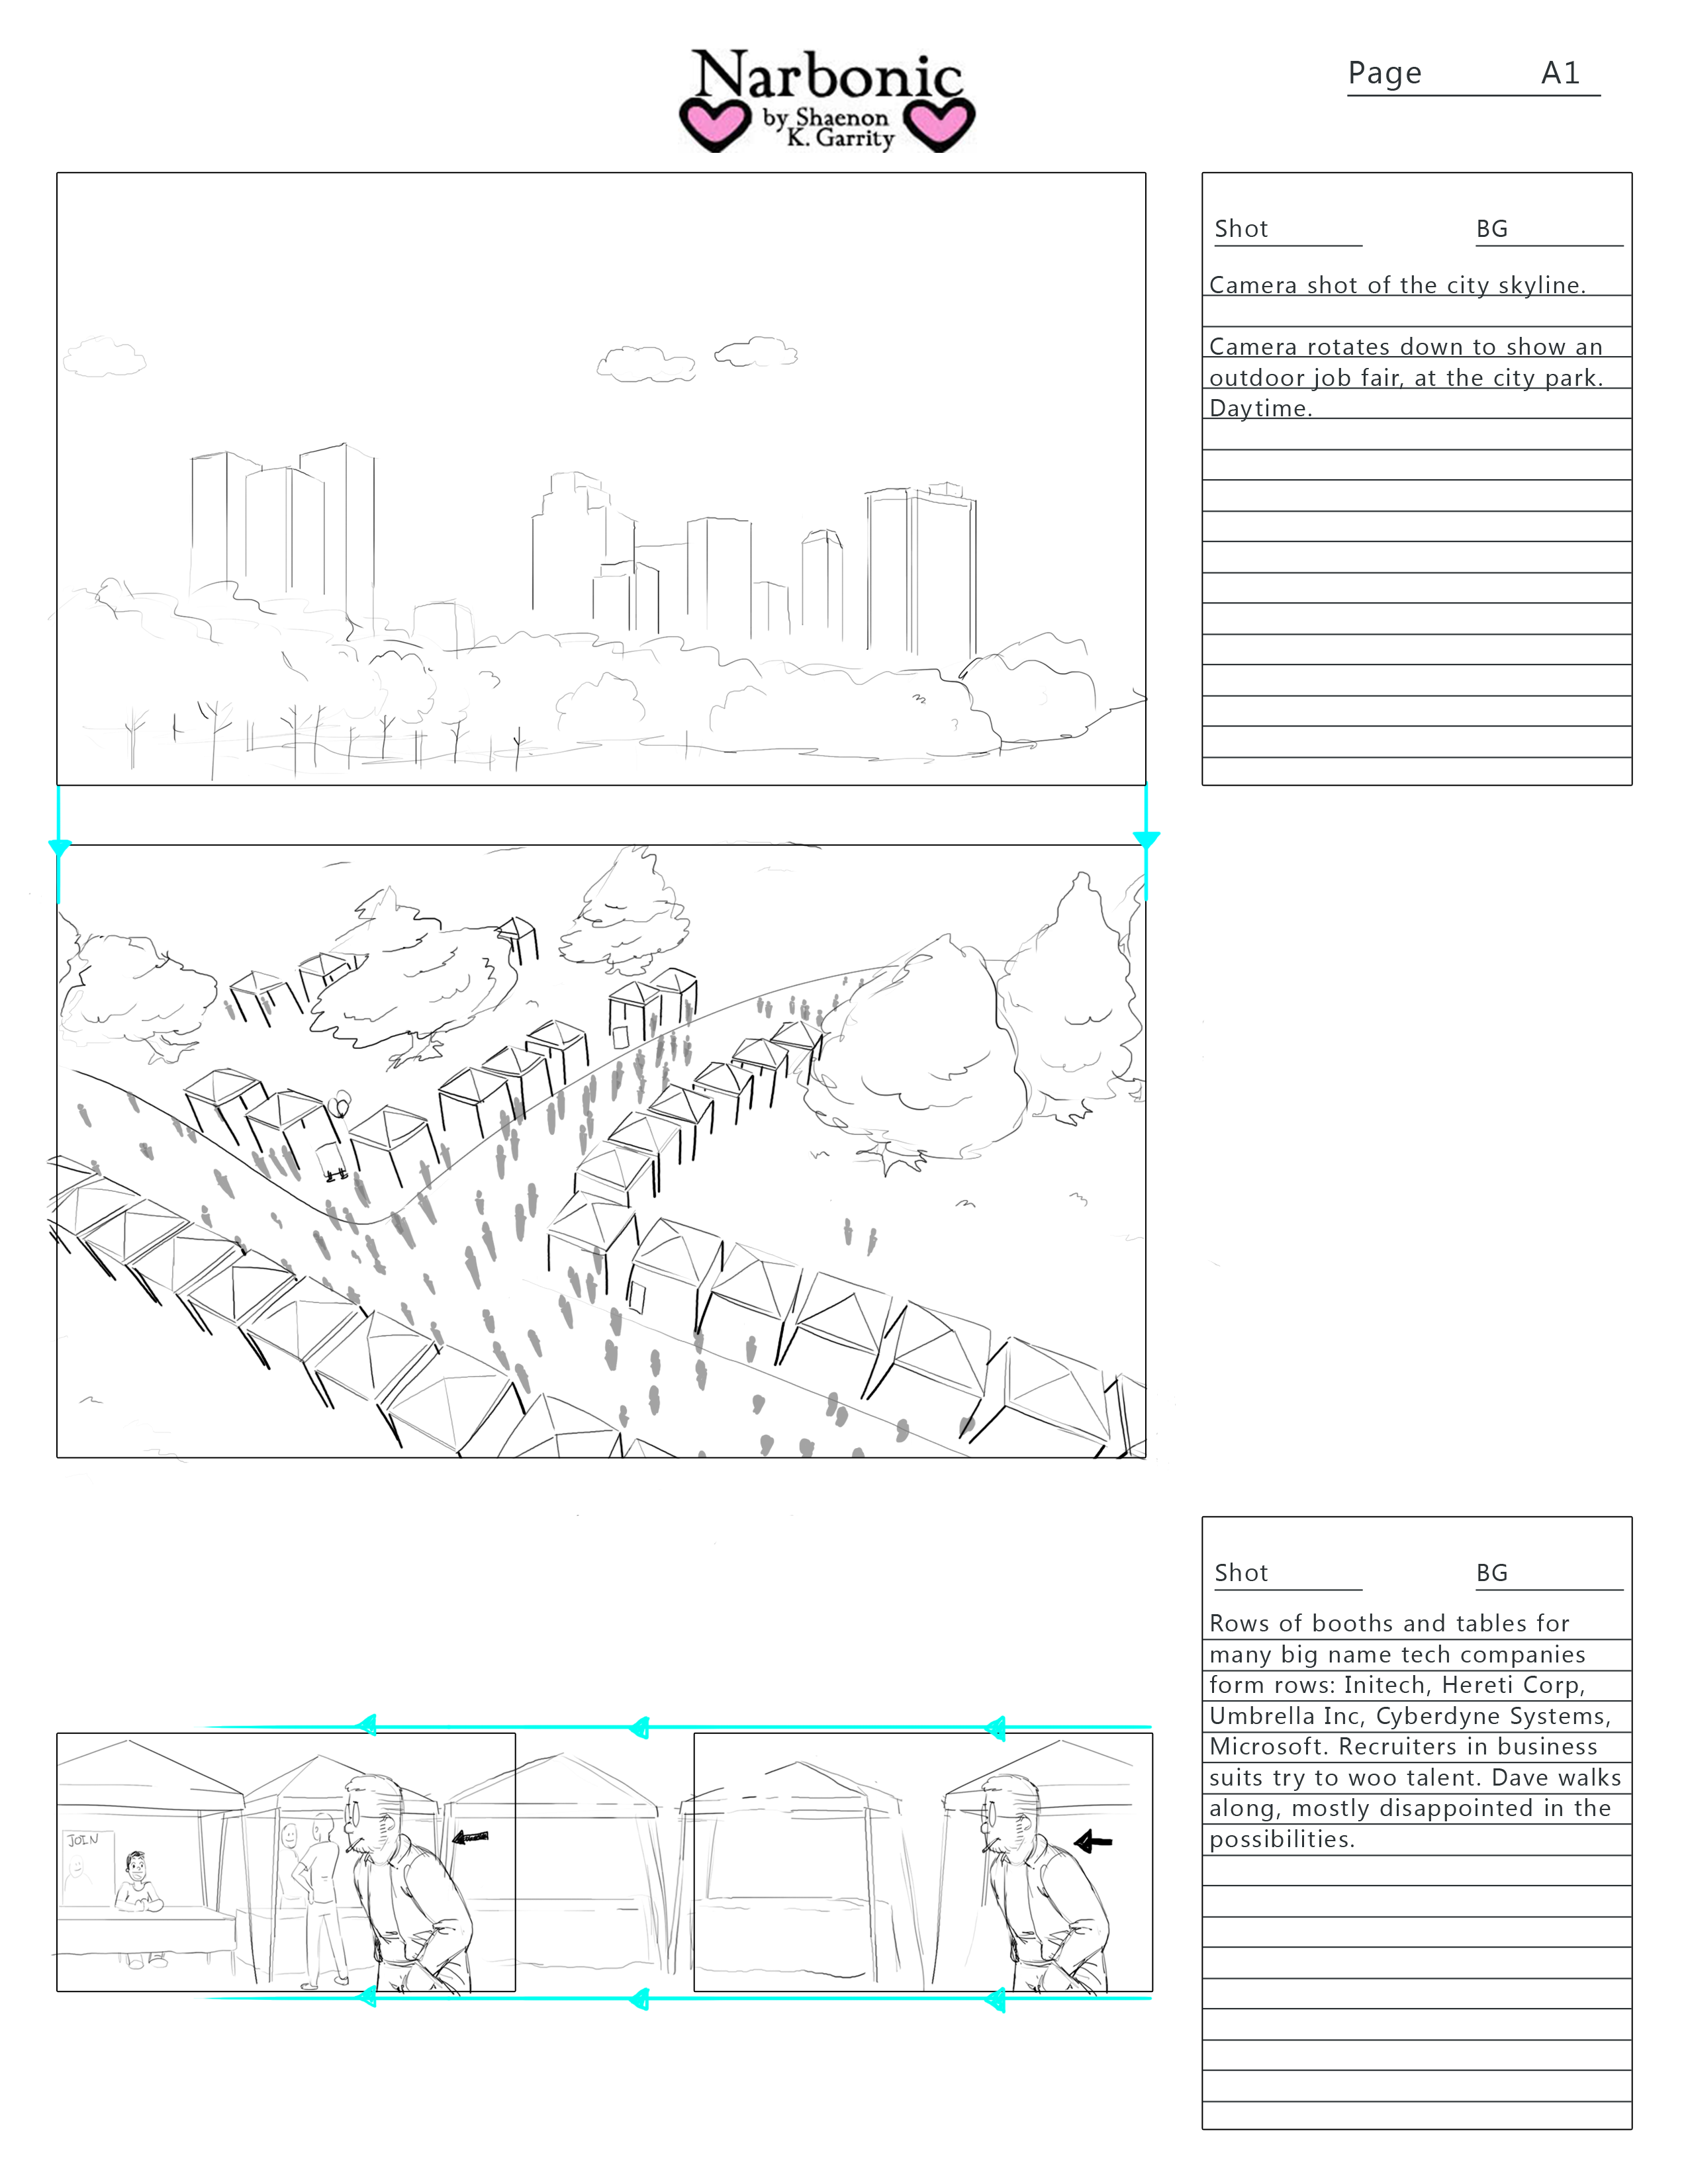 Narbonic
by Shaenon
K. Garrity
Page A1
Shot BG
Camera shot of the city skyline.
Camera rotates down to show an
outdoor job fair, at the city park.
Daytime.
Shot BG
Rows of booths and tables for
many big name tech companies
form rows: Initech, Hereti Corp,
Umbrella Inc, Cyberdyne Systems,
Microsoft. Recruiters in business
suits try to woo talent. Dave walks
along, mostly disappointed in the
possibilities.
JOIN